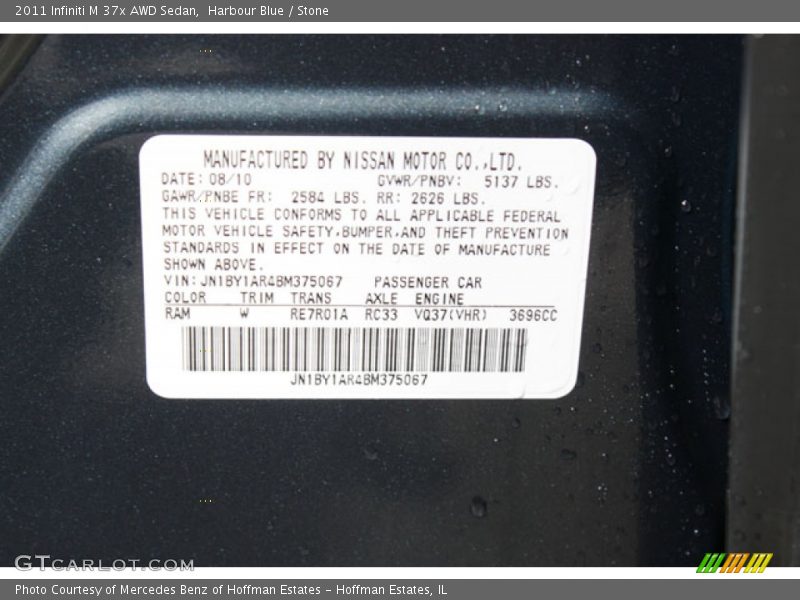 2011 Infiniti M 37x AWD Sedan,  Harbour Blue / Stone
MANUFACTURED BY NISSAN MOTOR CO.,LTD.
DATE: 08/10 GVWR/PNBV: 5137 LBS.
GAWR/PNBE FR: 2584 LBS. RR: 2626 LBS.
THIS VEHICLE CONFORMS TO ALL APPLICABLE FEDERAL
MOTOR VEHICLE SAFETY,BUMPER,AND THEFT PREVENTION
STANDARDS IN EFFECT ON THE DATE OF MANUFACTURE
SHOWN ABOVE.
VIN: JN1BY1AR4BM375067 PASSENGER CAR
COLOR TRIM TRANS AXLE ENGINE
RAM W RE7R01A RC33 VQ37(VHR) 3696CC
JN1BY1AR4BM375067
GTCARLOT.COM
Photo Courtesy of Mercedes Benz of Hoffman Estates - Hoffman Estates, IL